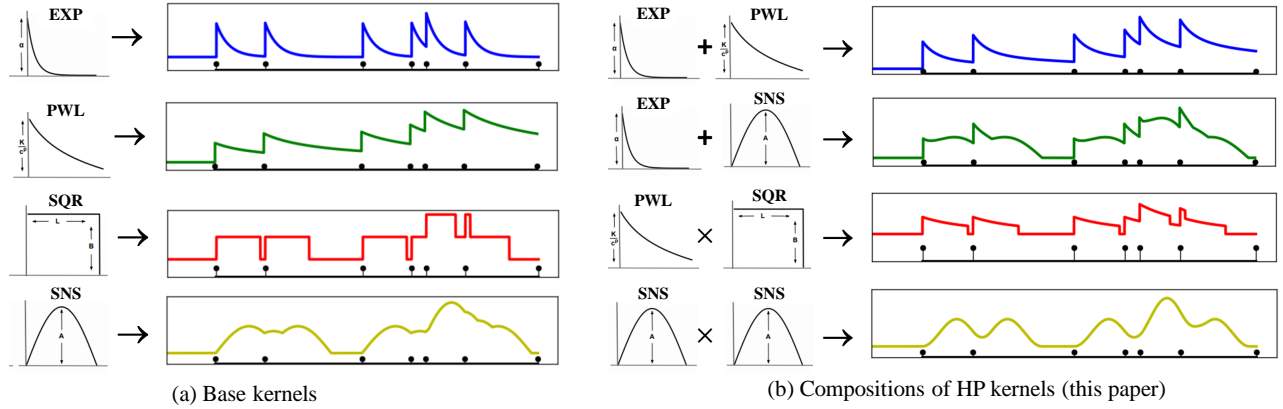 EXP
α
PWL
K
c^p
SQR
L
B
SNS
A
(a) Base kernels
EXP
α
+
PWL
K
c^p
EXP
α
+
SNS
A
PWL
K
c^p
×
SQR
L
B
SNS
A
×
SNS
A
(b) Compositions of HP kernels (this paper)